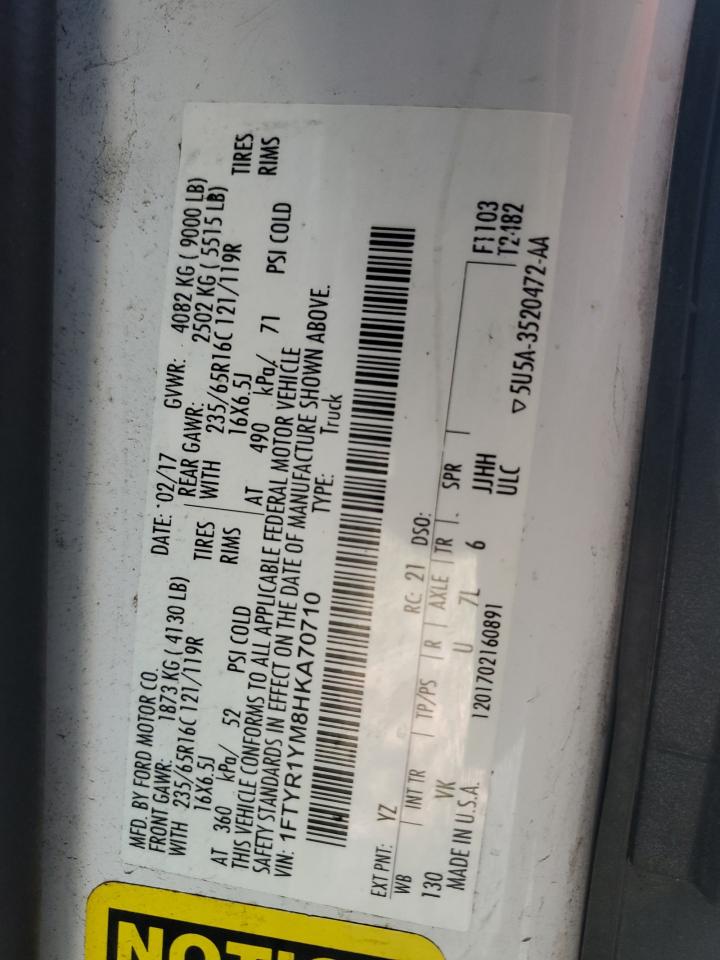 MFD. BY FORD MOTOR CO.
DATE: 02/17 GVWR: 4082 KG ( 9000 LB)
FRONT GAWR: 1873 KG ( 4130 LB) REAR GAWR: 2502 KG ( 5515 LB)
WITH 235/65R16C 121/119R TIRES WITH 235/65R16C 121/119R TIRES
16X6.5J RIMS 16X6.5J RIMS
AT 360 kPa/ 52 PSI COLD AT 490 kPa/ 71 PSI COLD
THIS VEHICLE CONFORMS TO ALL APPLICABLE FEDERAL MOTOR VEHICLE
SAFETY STANDARDS IN EFFECT ON THE DATE OF MANUFACTURE SHOWN ABOVE.
VIN: 1FTYR1YM8HKA70710 TYPE: Truck
EXT PNT: YZ RC: 21 DSO:
WB INT TR TP/PS R AXLE TR SPR
130 VK U 7L 6 JJHH
MADE IN U.S.A. 1201702160891 ULC
F1103
T2482
▽ 5U5A-3520472-AA